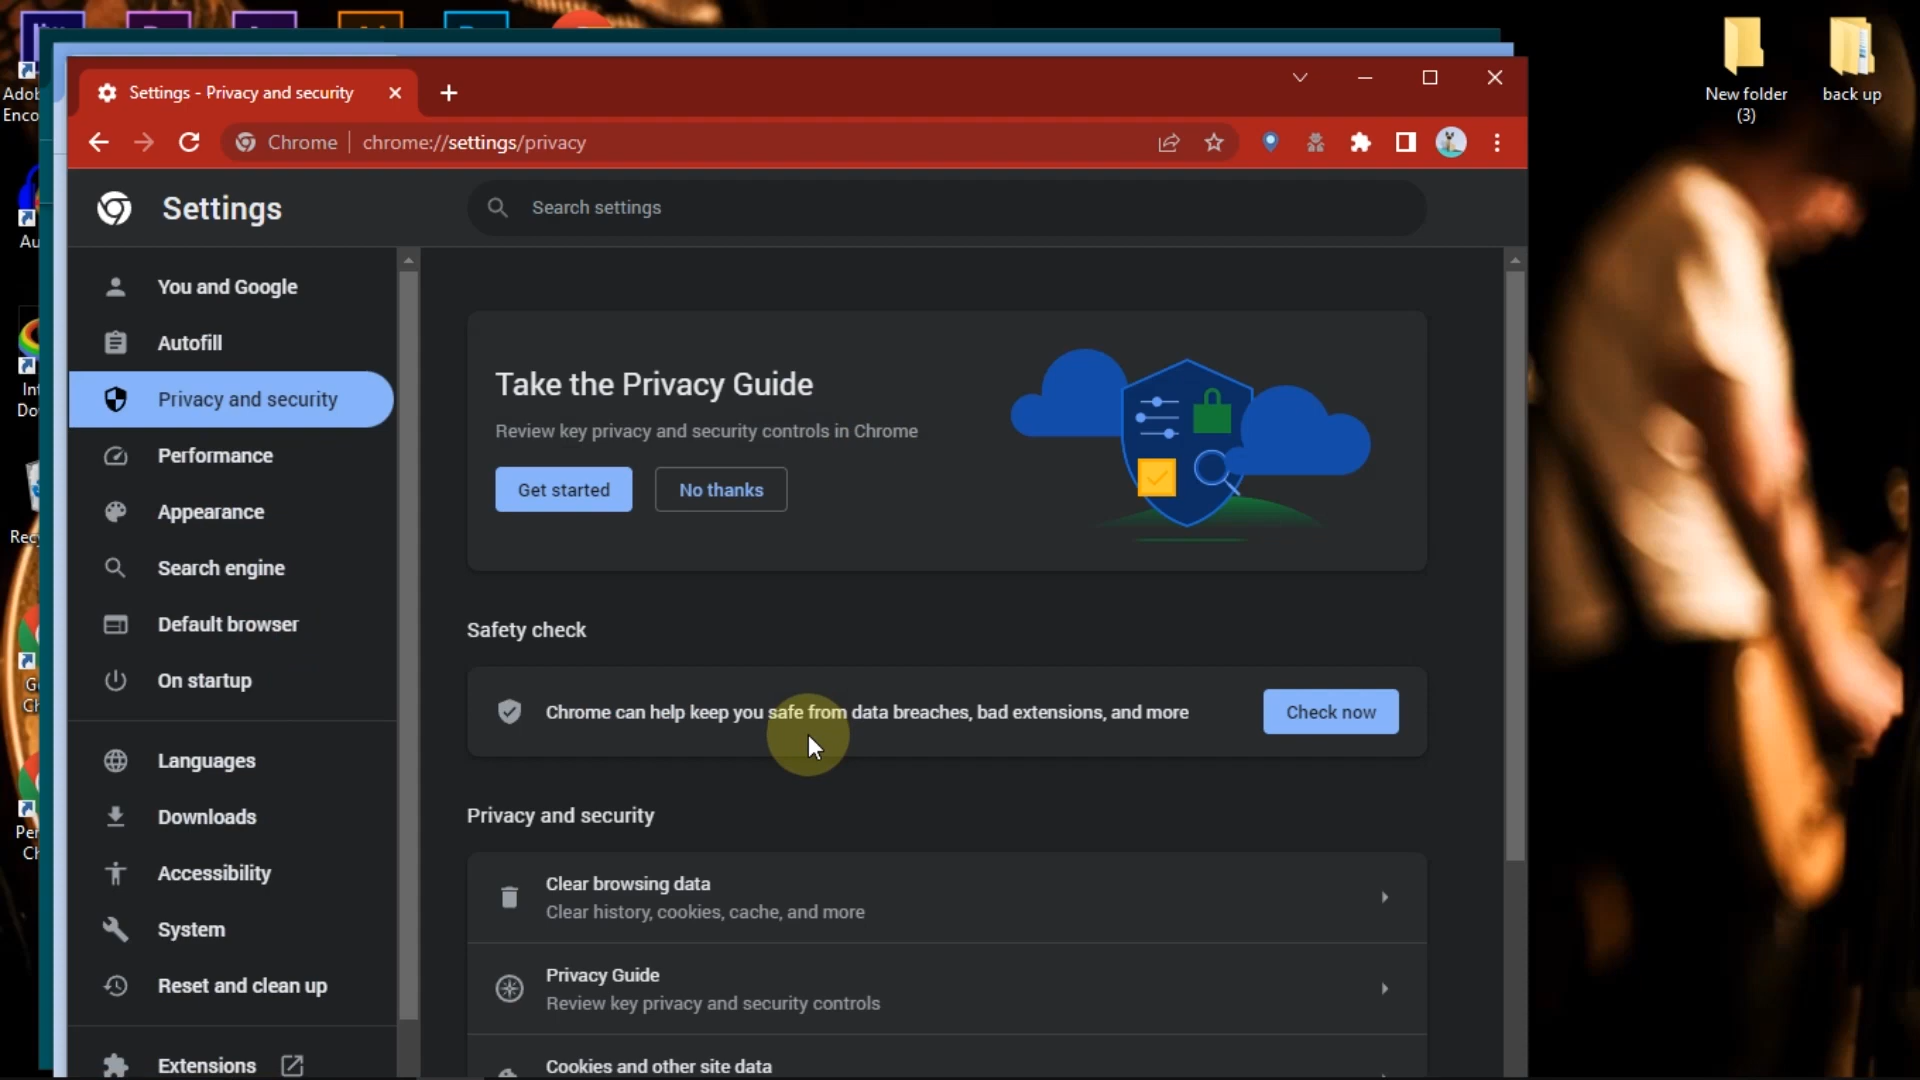 New folder
(3)
back up
Settings - Privacy and security
Chrome
chrome://settings/privacy
Settings
Search settings
You and Google
Autofill
Privacy and security
Performance
Appearance
Search engine
Default browser
On startup
Languages
Downloads
Accessibility
System
Reset and clean up
Extensions
Take the Privacy Guide
Review key privacy and security controls in Chrome
Get started
No thanks
Safety check
Chrome can help keep you safe from data breaches, bad extensions, and more
Check now
Privacy and security
Clear browsing data
Clear history, cookies, cache, and more
Privacy Guide
Review key privacy and security controls
Cookies and other site data